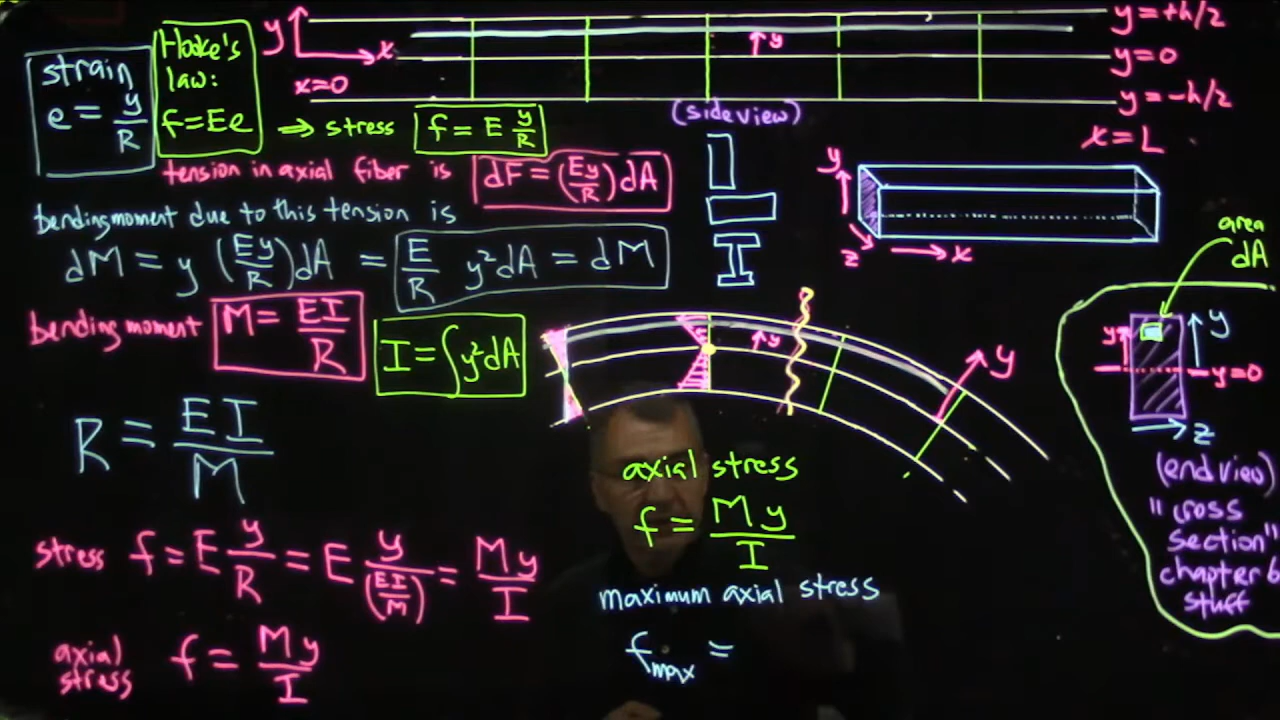 strain
e = y/R
Hooke's
law:
f=Ee
⇒ stress f = E y/R
y
x
x=0
y
y=+h/2
y=0
y=-h/2
x=L
(side view)
tension in axial fiber is dF = (Ey/R)dA
bending moment due to this tension is
dM = y (Ey/R)dA = E/R y²dA = dM
bending moment M = EI/R
I = ∫y²dA
R = EI/M
stress f = E y/R = E y/(EI/M) = My/I
axial
stress f = My/I
y
z
x
y
y
axial stress
f = My/I
maximum axial stress
fmax =
area
dA
y
y
y=0
z
(end view)
"cross
section"
chapter 6
stuff